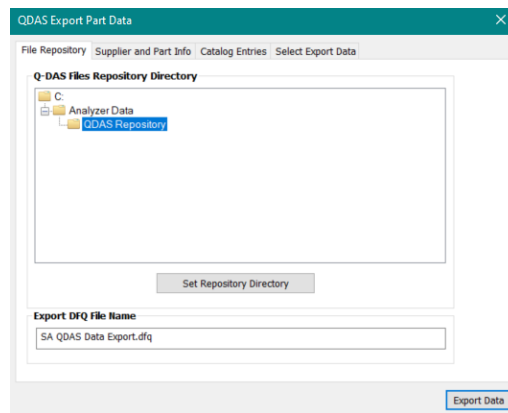 QDAS Export Part Data
File Repository Supplier and Part Info Catalog Entries Select Export Data
Q-DAS Files Repository Directory
C:
Analyzer Data
QDAS Repository
Set Repository Directory
Export DFQ File Name
SA QDAS Data Export.dfq
Export Data